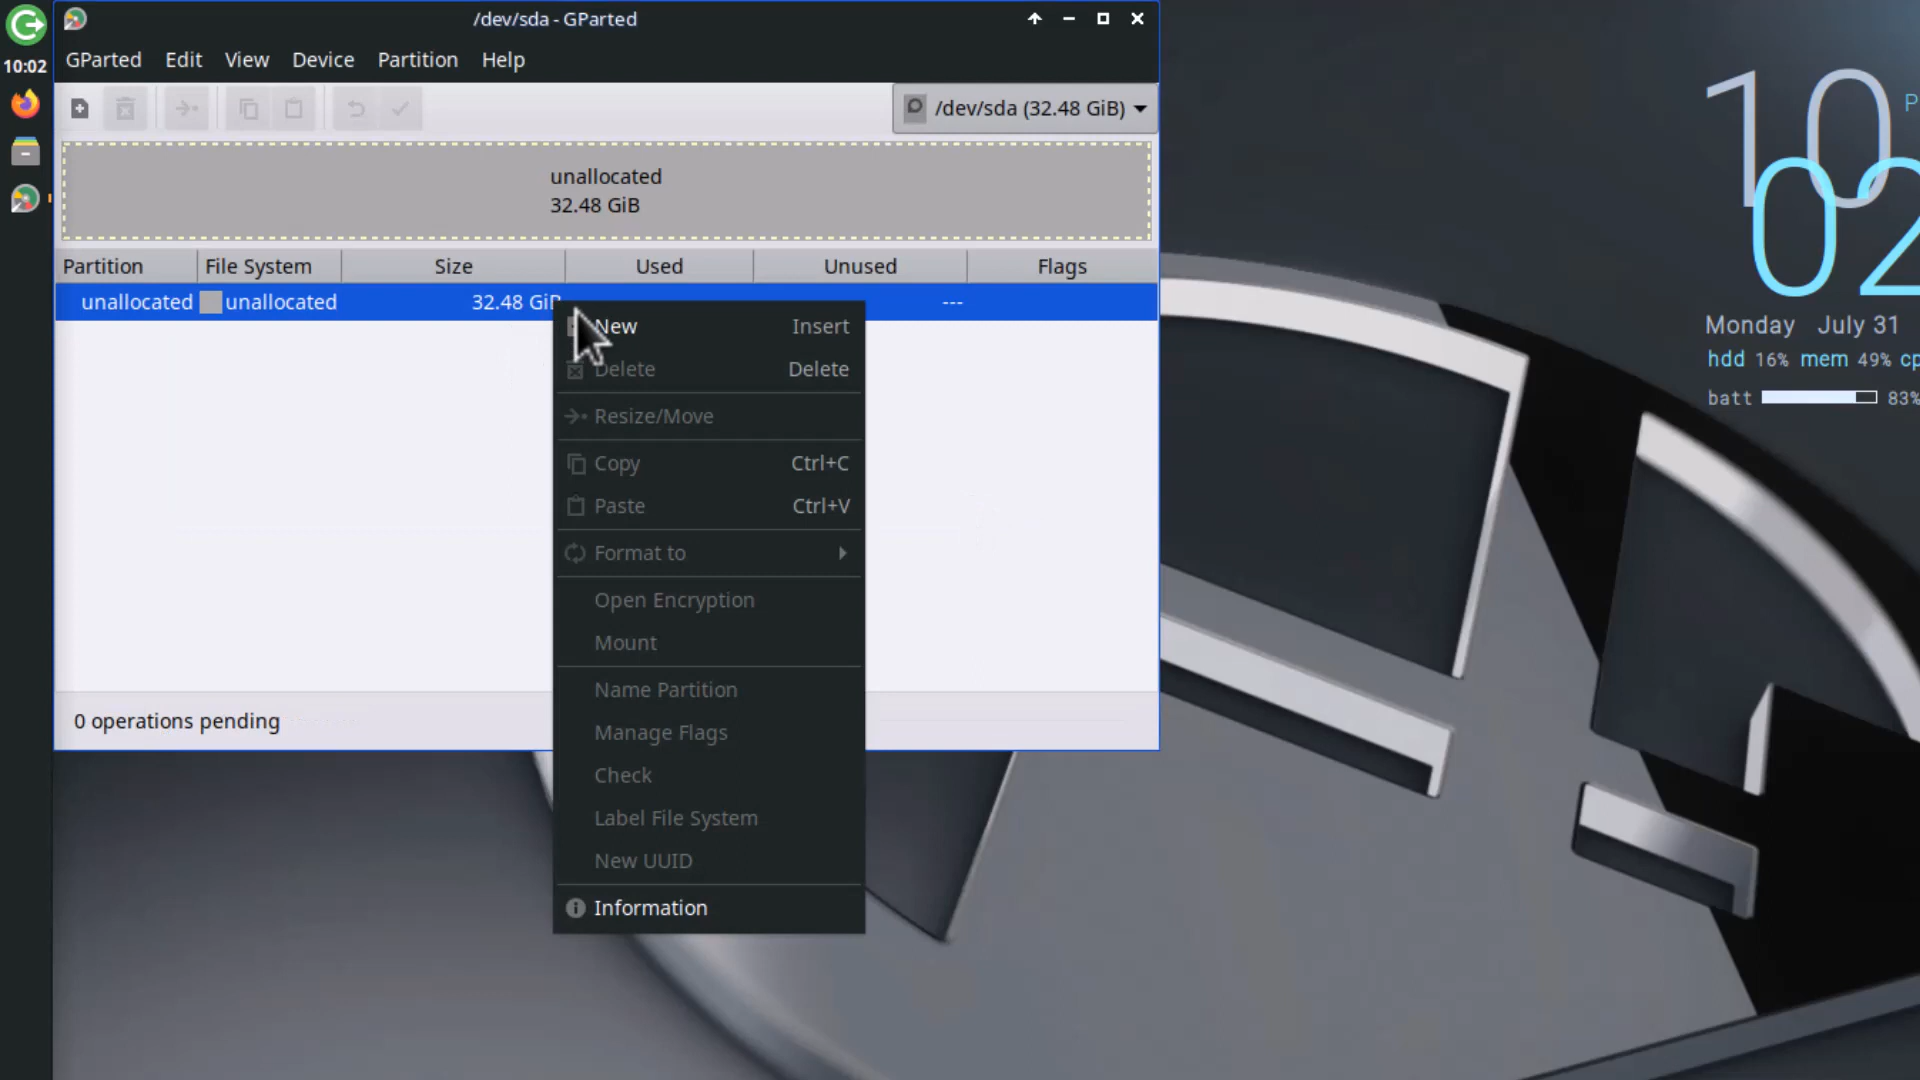 /dev/sda - GParted
10:02
GParted Edit View Device Partition Help
/dev/sda (32.48 GiB)
unallocated
32.48 GiB
Partition File System Size Used Unused Flags
unallocated unallocated 32.48 GiB ---
New Insert
Delete Delete
Resize/Move
Copy Ctrl+C
Paste Ctrl+V
Format to
Open Encryption
Mount
Name Partition
Manage Flags
Check
Label File System
New UUID
Information
0 operations pending
10
P
02
Monday July 31
hdd 16% mem 49% cp
batt 83%